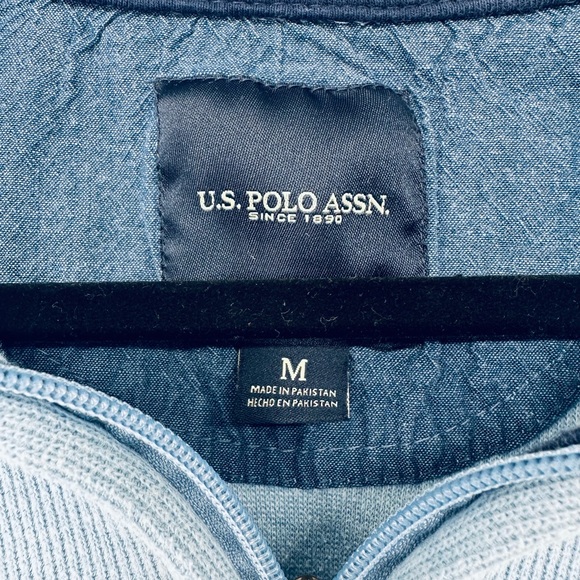 U.S. POLO ASSN.
SINCE 1890
M
MADE IN PAKISTAN
HECHO EN PAKISTAN